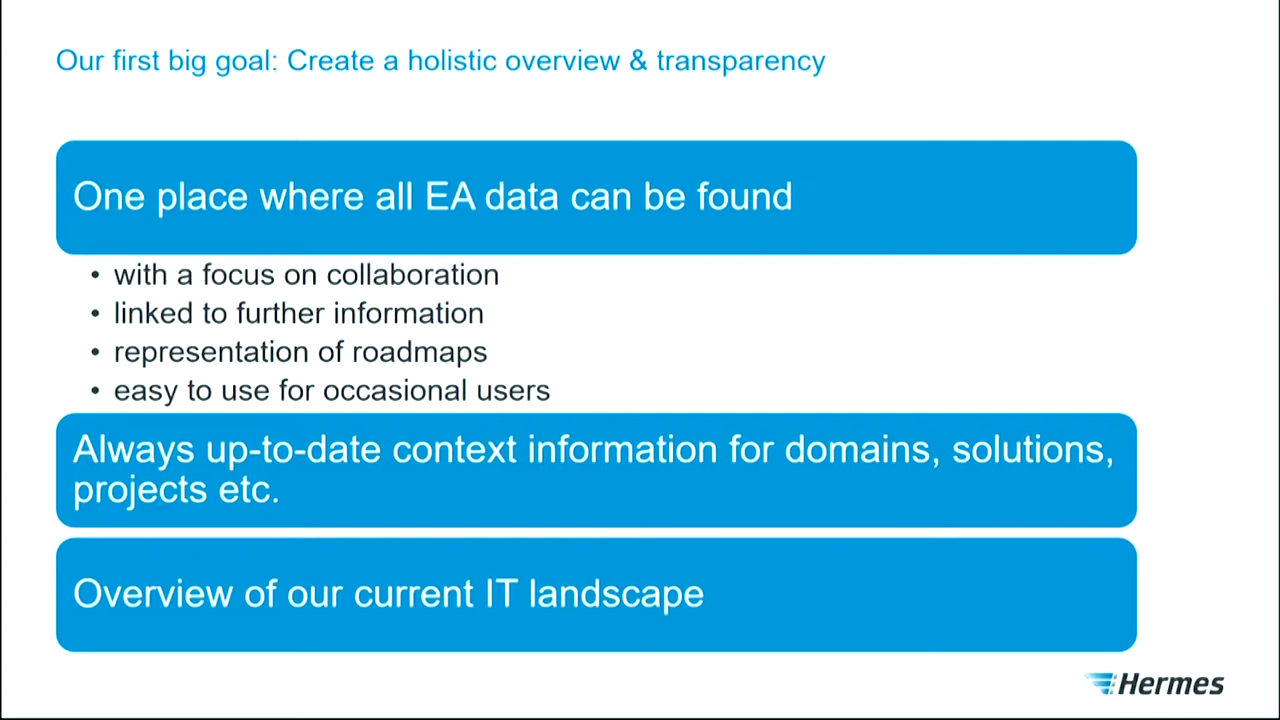 Our first big goal: Create a holistic overview & transparency
One place where all EA data can be found
• with a focus on collaboration
• linked to further information
• representation of roadmaps
• easy to use for occasional users
Always up-to-date context information for domains, solutions,
projects etc.
Overview of our current IT landscape
Hermes